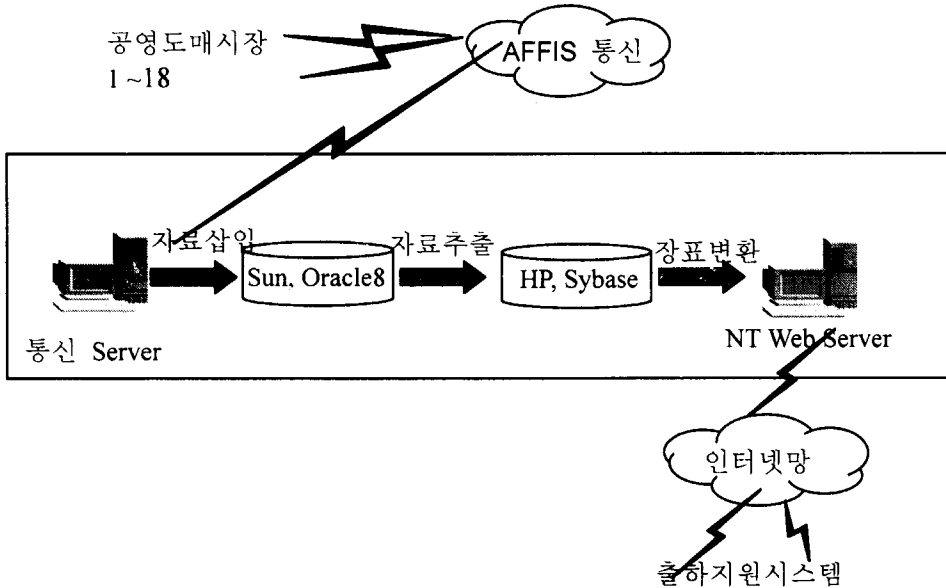 공영도매시장
1~18
AFFIS 통신
자료삽입
자료추출
장표변환
Sun, Oracle8
HP, Sybase
통신 Server
NT Web Server
인터넷망
출하지원시스템